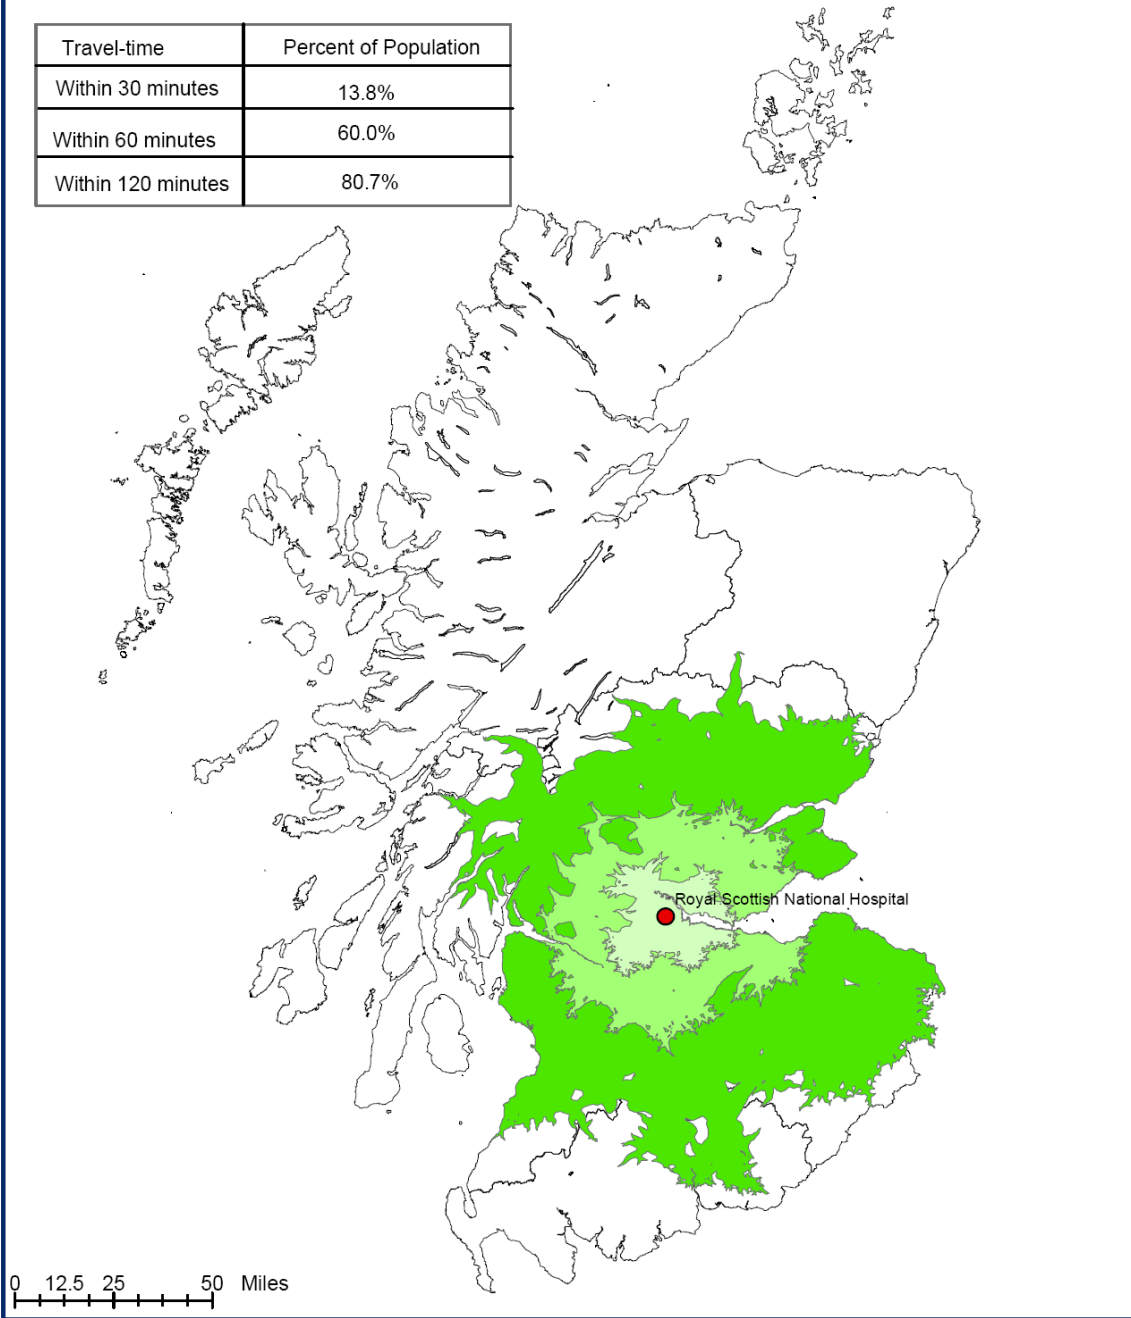 Travel-time Percent of Population
Within 30 minutes 13.8%
Within 60 minutes 60.0%
Within 120 minutes 80.7%
Royal Scottish National Hospital
0 12.5 25 50 Miles